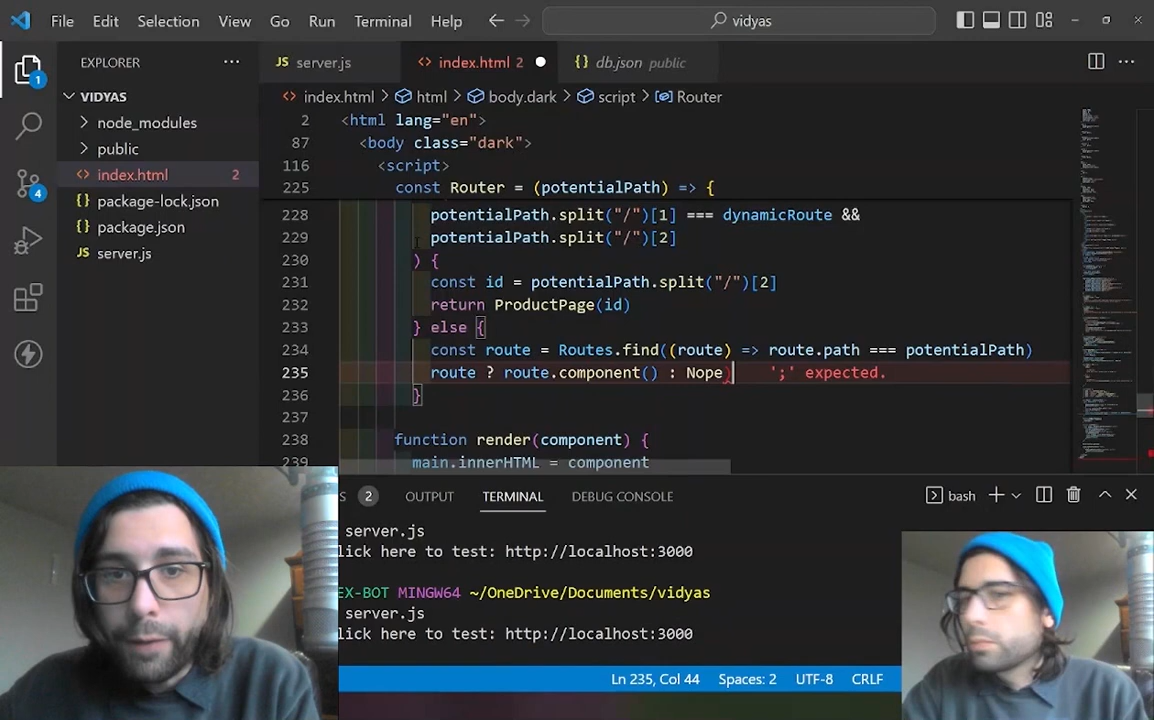 File Edit Selection View Go Run Terminal Help
vidyas
1
EXPLORER
JS server.js
<> index.html 2
{} db.json public
VIDYAS
index.html > html > body.dark > script > Router
node_modules
public
<> index.html 2
{} package-lock.json
{} package.json
JS server.js
4
2 <html lang="en">
87 <body class="dark">
116 <script>
225 const Router = (potentialPath) => {
228 potentialPath.split("/")[1] === dynamicRoute &&
229 potentialPath.split("/")[2]
230 ) {
231 const id = potentialPath.split("/")[2]
232 return ProductPage(id)
233 } else {
234 const route = Routes.find((route) => route.path === potentialPath)
235 route ? route.component() : Nope) ';' expected.
236 }
237
238 function render(component) {
239 main.innerHTML = component
2 OUTPUT TERMINAL DEBUG CONSOLE
bash
server.js
lick here to test: http://localhost:3000
EX-BOT MINGW64 ~/OneDrive/Documents/vidyas
server.js
lick here to test: http://localhost:3000
Ln 235, Col 44 Spaces: 2 UTF-8 CRLF